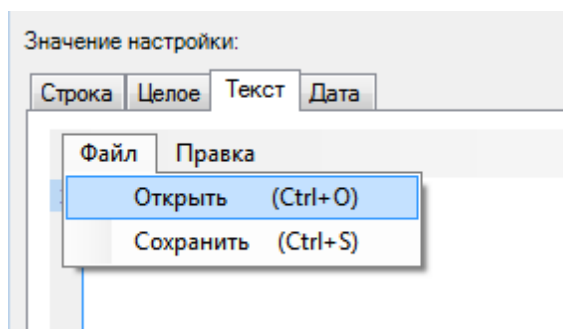 Значение настройки:
Строка Целое Текст Дата
Файл Правка
Открыть (Ctrl+O)
Сохранить (Ctrl+S)